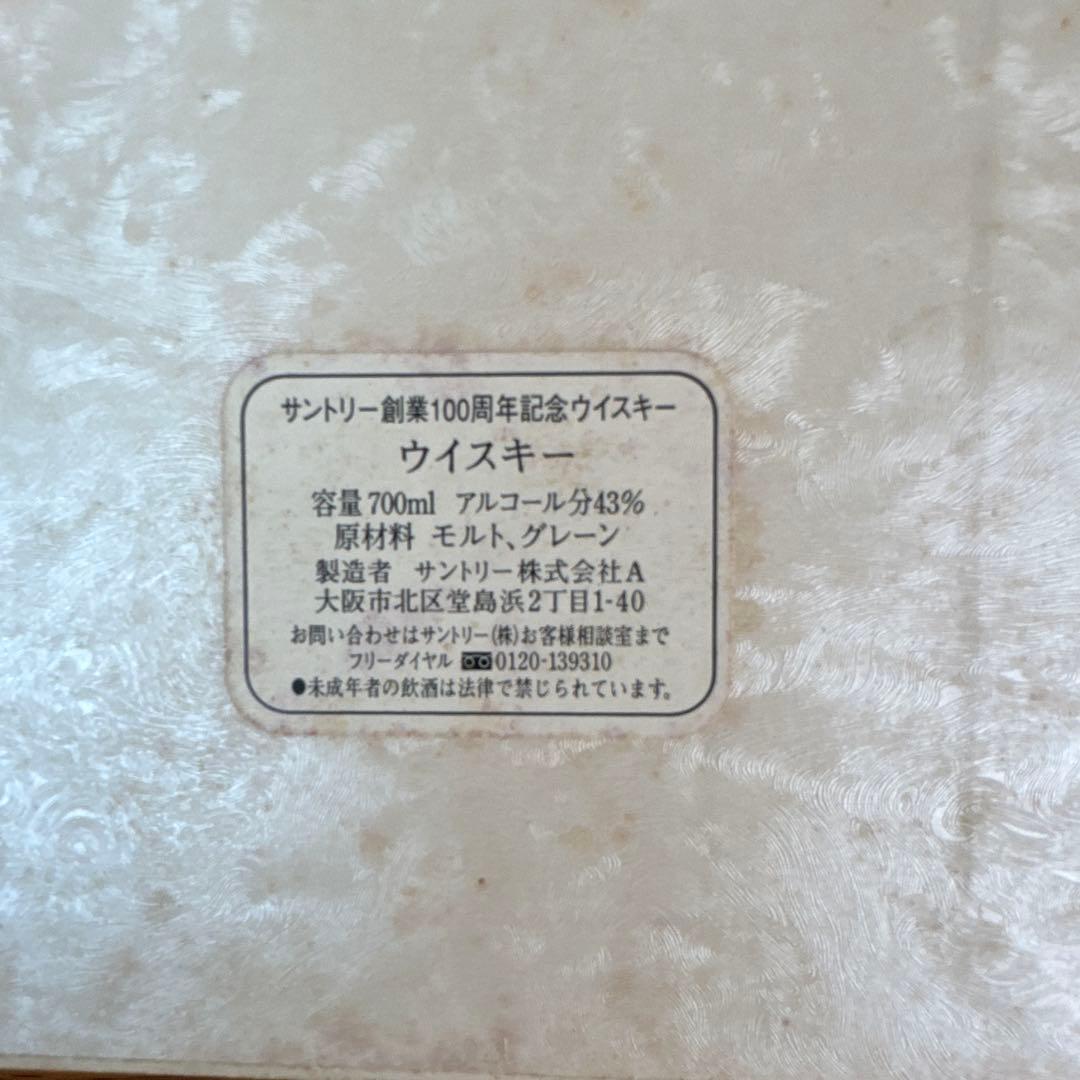 サントリー創業100周年記念ウイスキー
ウイスキー
容量 700ml アルコール分43%
原材料 モルト、グレーン
製造者 サントリー株式会社A
大阪市北区堂島浜2丁目1-40
お問い合わせはサントリー(株)お客様相談室まで
フリーダイヤル 0120-139310
●未成年者の飲酒は法律で禁じられています。